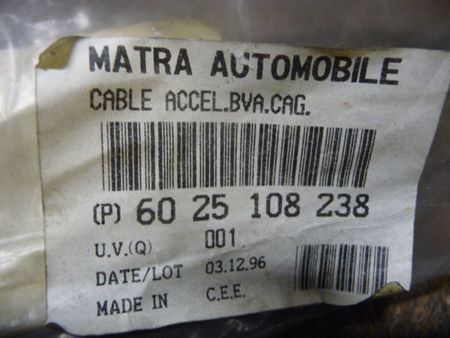 MATRA AUTOMOBILE
CABLE ACCEL.BVA.CAG.
(P) 60 25 108 238
U.V.(Q) 001
DATE/LOT 03.12.96
MADE IN C.E.E.